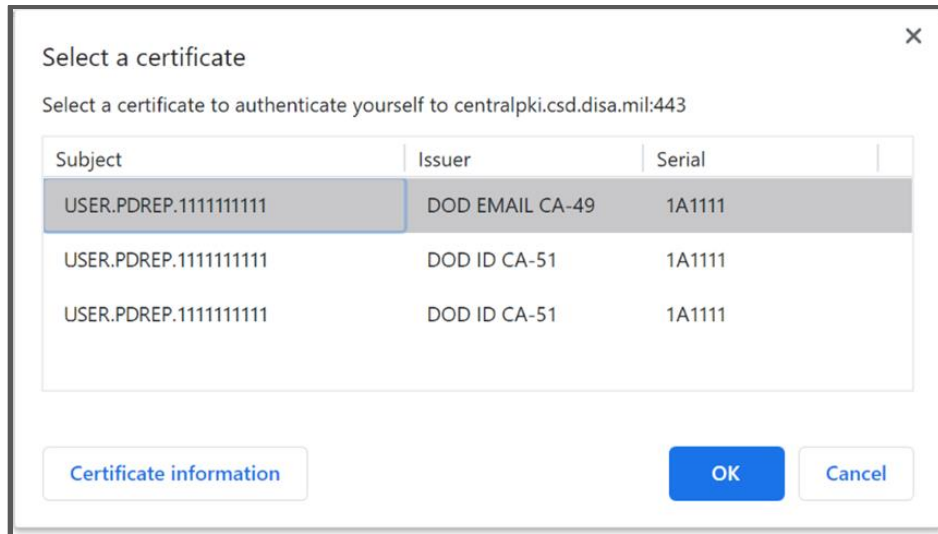 Select a certificate
Select a certificate to authenticate yourself to centralpki.csd.disa.mil:443
Subject Issuer Serial
USER.PDREP.1111111111 DOD EMAIL CA-49 1A1111
USER.PDREP.1111111111 DOD ID CA-51 1A1111
USER.PDREP.1111111111 DOD ID CA-51 1A1111
Certificate information OK Cancel